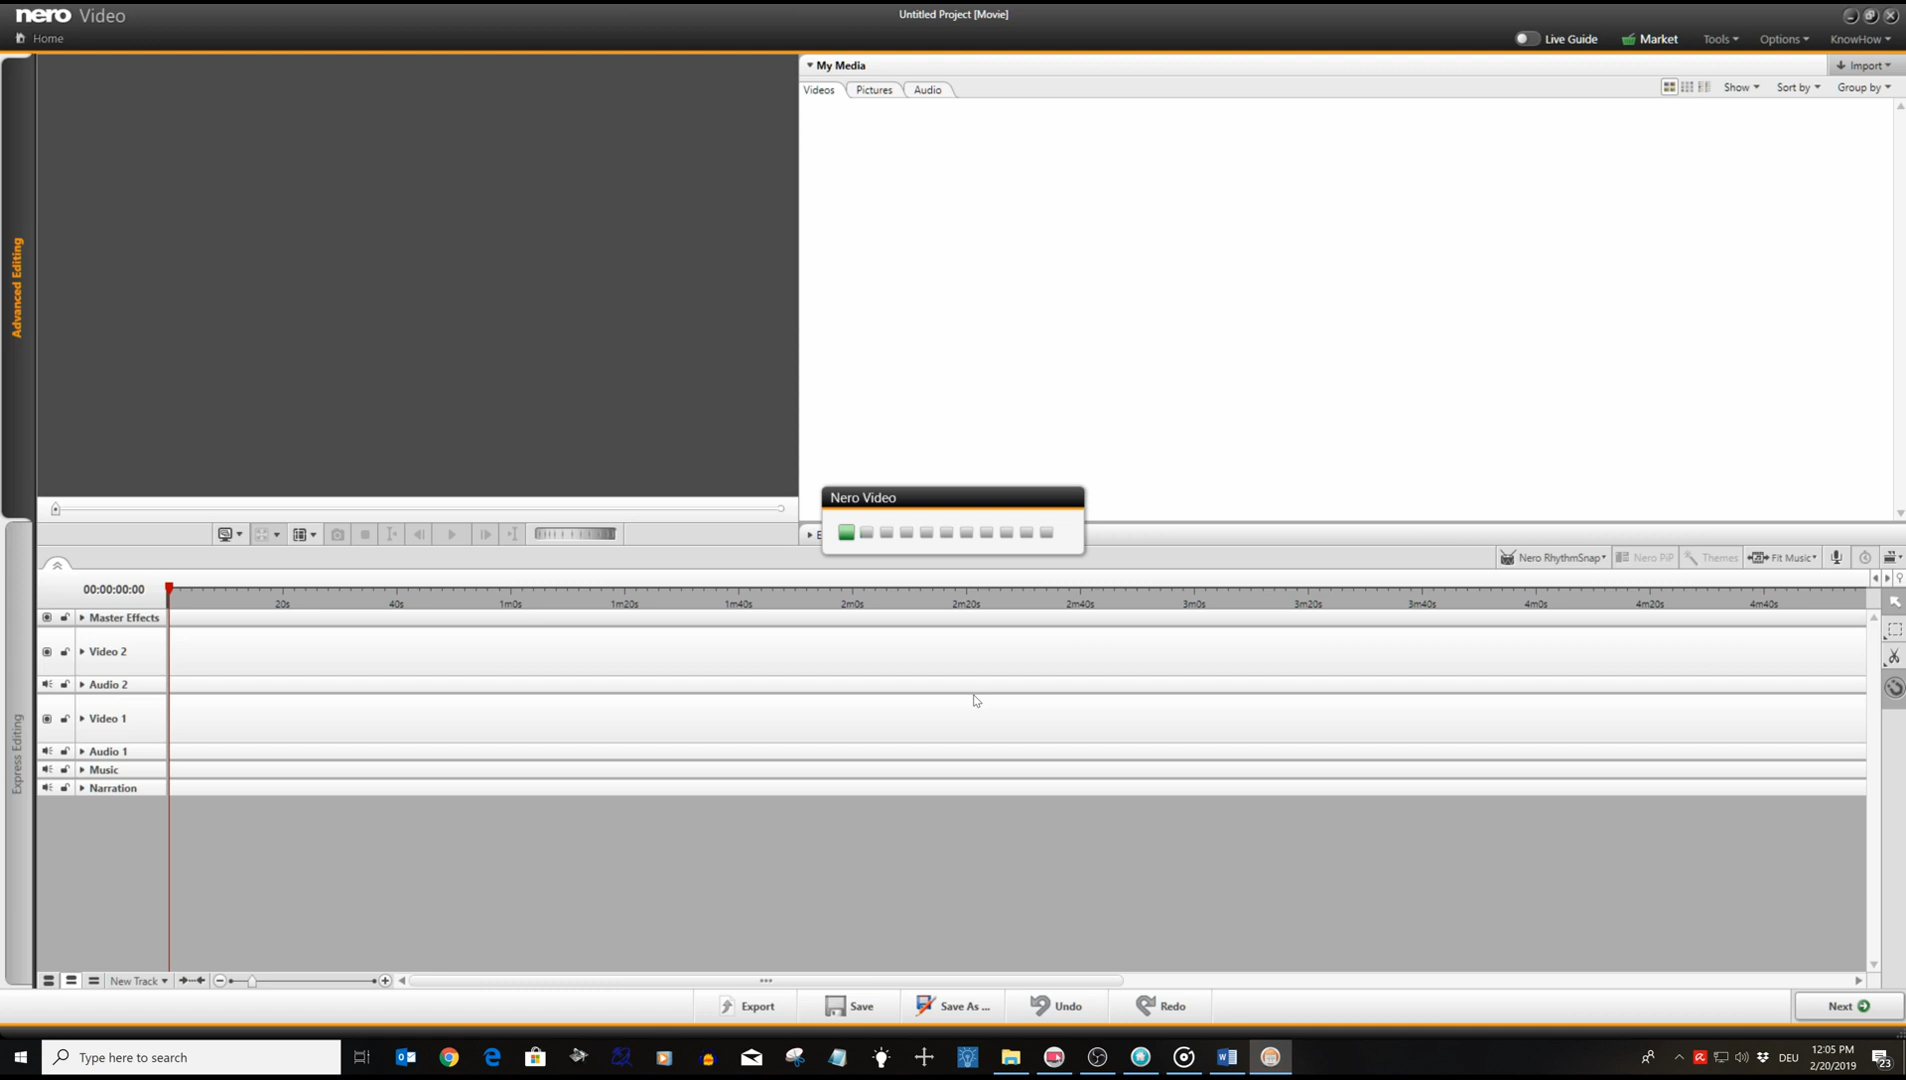 nero Video
Untitled Project [Movie]
Home
Live Guide
Market
Tools
Options
KnowHow
My Media
Import
Videos
Pictures
Audio
Show
Sort by
Group by
Advanced Editing
Nero Video
Nero RhythmSnap
Nero PiP
Themes
Fit Music
00:00:00:00
20s
40s
1m0s
1m20s
1m40s
2m0s
2m20s
2m40s
3m0s
3m20s
3m40s
4m0s
4m20s
4m40s
Master Effects
Video 2
Audio 2
Video 1
Audio 1
Music
Narration
Express Editing
New Track
Export
Save
Save As ...
Undo
Redo
Next
Type here to search
DEU
12:05 PM
2/20/2019
23